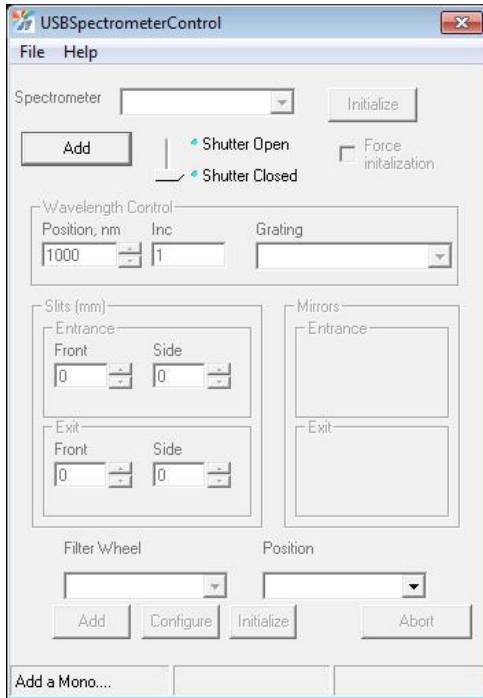 USBSpectrometerControl
File Help
Spectrometer
Initialize
Add
Shutter Open
Shutter Closed
Force
initalization
Wavelength Control
Position, nm Inc Grating
1000 1
Slits (mm) Mirrors
Entrance Entrance
Front Side
0 0
Exit Exit
Front Side
0 0
Filter Wheel Position
Add Configure Initialize Abort
Add a Mono....